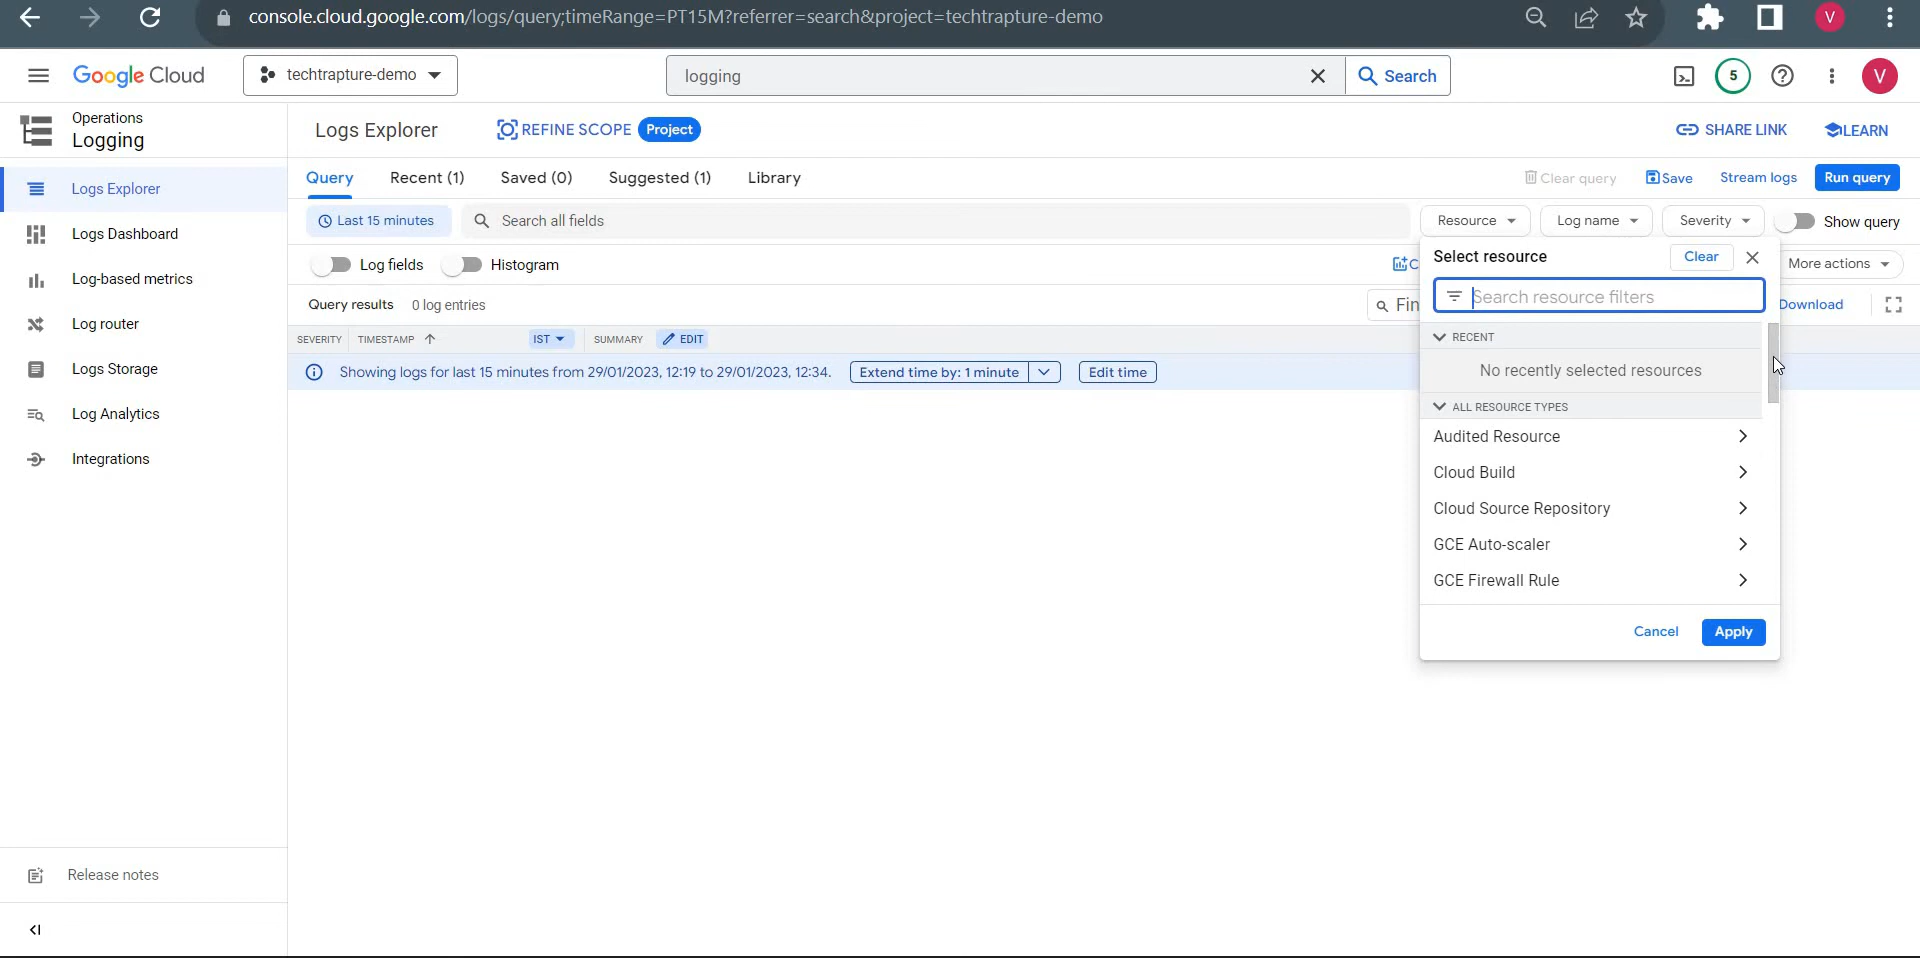 console.cloud.google.com/logs/query;timeRange=PT15M?referrer=search&project=techtrapture-demo
V
Google Cloud
techtrapture-demo
logging
Search
5
V
Operations
Logging
Logs Explorer
REFINE SCOPE
Project
SHARE LINK
LEARN
Logs Explorer
Logs Dashboard
Log-based metrics
Log router
Logs Storage
Log Analytics
Integrations
Release notes
Query
Recent (1)
Saved (0)
Suggested (1)
Library
Clear query
Save
Stream logs
Run query
Last 15 minutes
Search all fields
Resource
Log name
Severity
Show query
Log fields
Histogram
C
More actions
Query results
0 log entries
Fin
Download
SEVERITY
TIMESTAMP
IST
SUMMARY
EDIT
Showing logs for last 15 minutes from 29/01/2023, 12:19 to 29/01/2023, 12:34.
Extend time by: 1 minute
Edit time
Select resource
Clear
Search resource filters
RECENT
No recently selected resources
ALL RESOURCE TYPES
Audited Resource
Cloud Build
Cloud Source Repository
GCE Auto-scaler
GCE Firewall Rule
Cancel
Apply